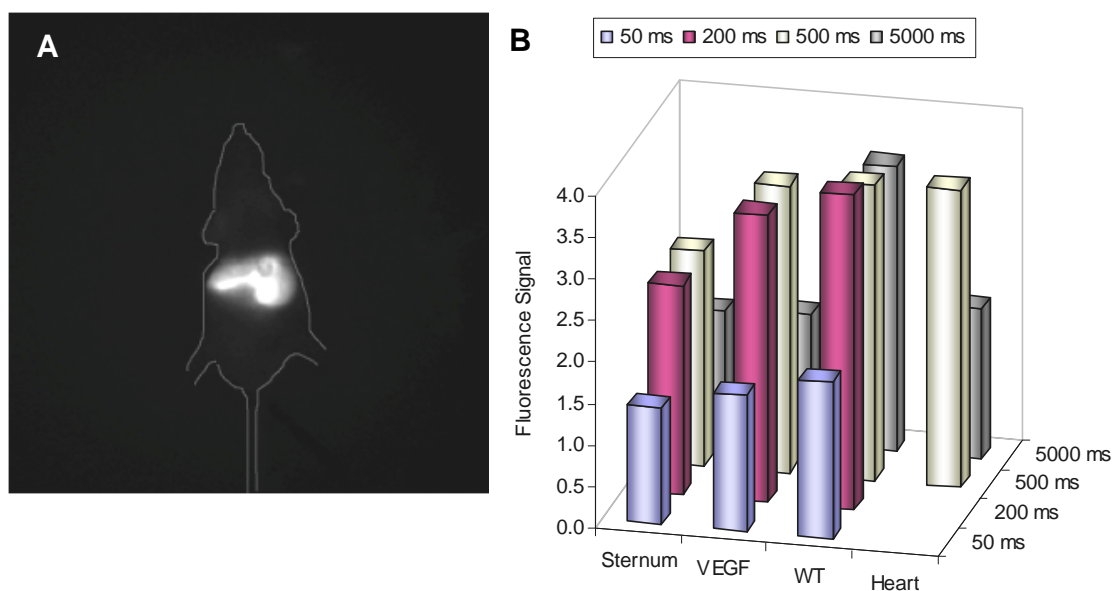 A
B
50 ms 200 ms 500 ms 5000 ms
4.0
3.5
3.0
2.5
2.0
1.5
1.0
0.5
0.0
Fluorescence Signal
Sternum VEGF WT Heart
5000 ms
500 ms
200 ms
50 ms